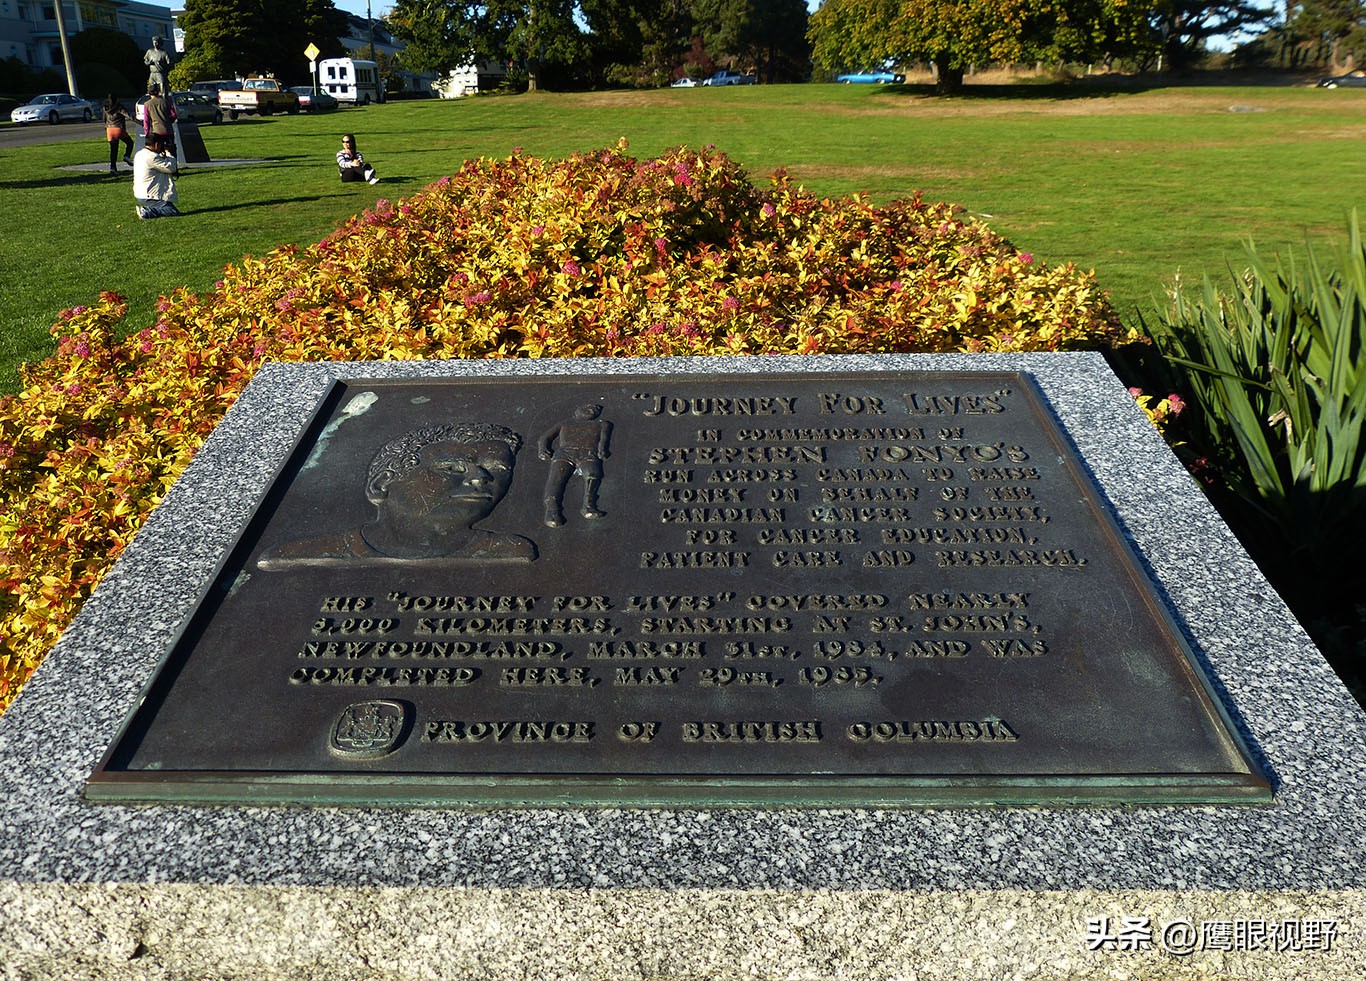 "JOURNEY FOR LIVES"
IN COMMEMORATION OF
STEPHEN FONYO'S
RUN ACROSS CANADA TO RAISE
MONEY ON BEHALF OF THE
CANADIAN CANCER SOCIETY,
FOR CANCER EDUCATION,
PATIENT CARE AND RESEARCH.
HIS "JOURNEY FOR LIVES" COVERED NEARLY
8,000 KILOMETERS, STARTING AT ST. JOHN'S,
NEWFOUNDLAND, MARCH 31ST, 1984, AND WAS
COMPLETED HERE, MAY 29TH, 1985.
PROVINCE OF BRITISH COLUMBIA
头条 @鹰眼视野